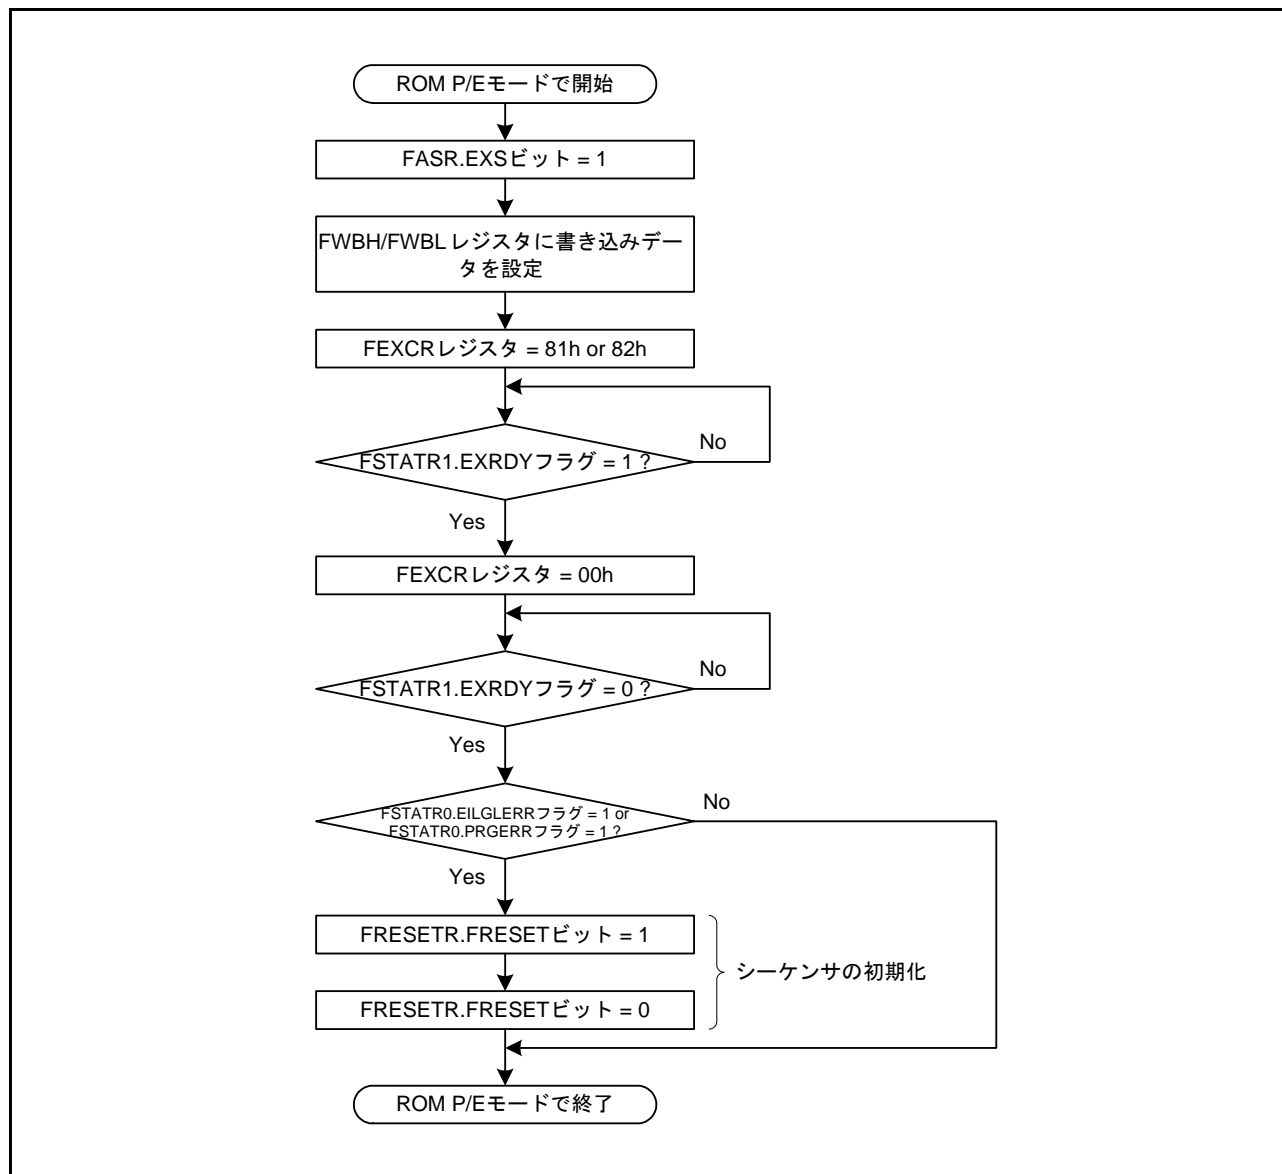 ROM P/Eモードで開始
FASR.EXSビット = 1
FWBH/FWBLレジスタに書き込みデー
タを設定
FEXCRレジスタ = 81h or 82h
No
FSTATR1.EXRDYフラグ = 1 ?
Yes
FEXCRレジスタ = 00h
No
FSTATR1.EXRDYフラグ = 0 ?
Yes
No
FSTATR0.EILGLERRフラグ = 1 or
FSTATR0.PRGERRフラグ = 1 ?
Yes
FRESETR.FRESETビット = 1
シーケンサの初期化
FRESETR.FRESETビット = 0
ROM P/Eモードで終了